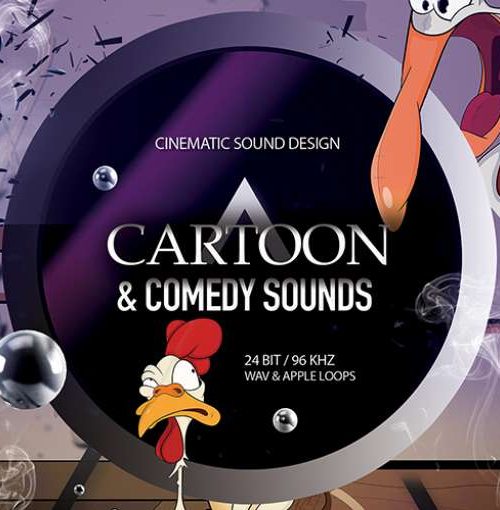 CINEMATIC SOUND DESIGN
CARTOON
& COMEDY SOUNDS
24 BIT / 96 KHZ
WAV & APPLE LOOPS